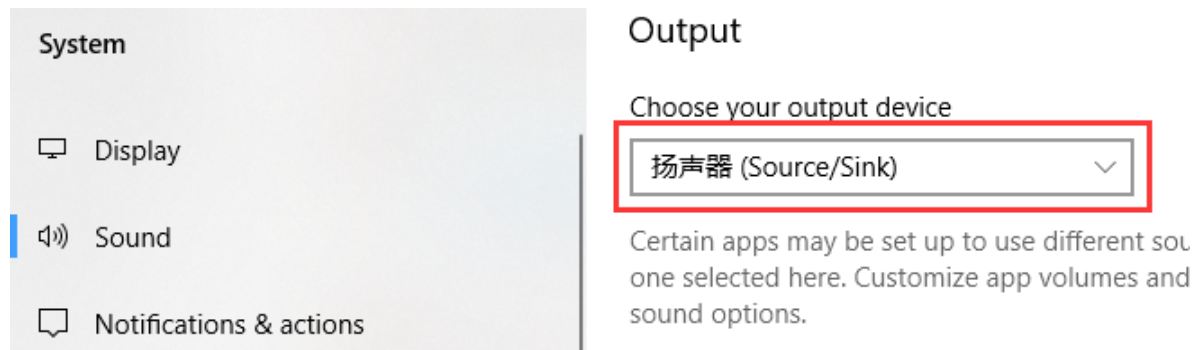 System
Display
Sound
Notifications & actions
Output
Choose your output device
扬声器 (Source/Sink)
Certain apps may be set up to use different sou
one selected here. Customize app volumes and
sound options.